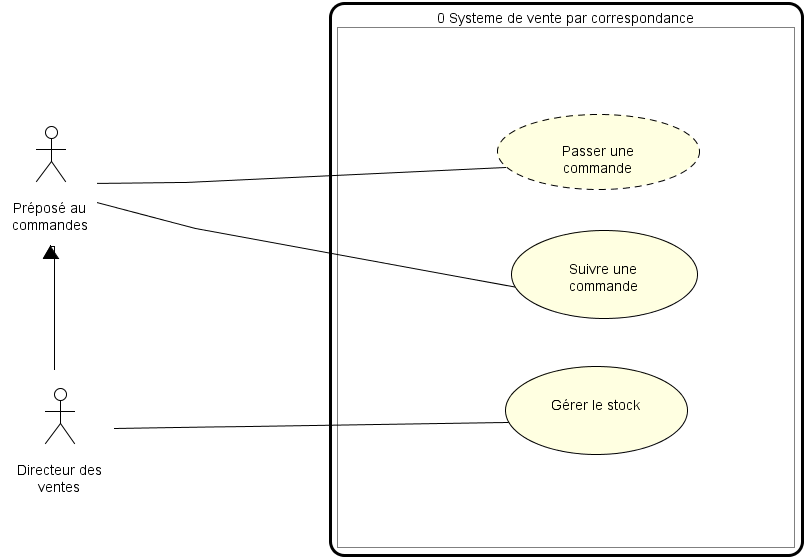 0 Systeme de vente par correspondance
Passer une
commande
Préposé au
commandes
Suivre une
commande
Gérer le stock
Directeur des
ventes